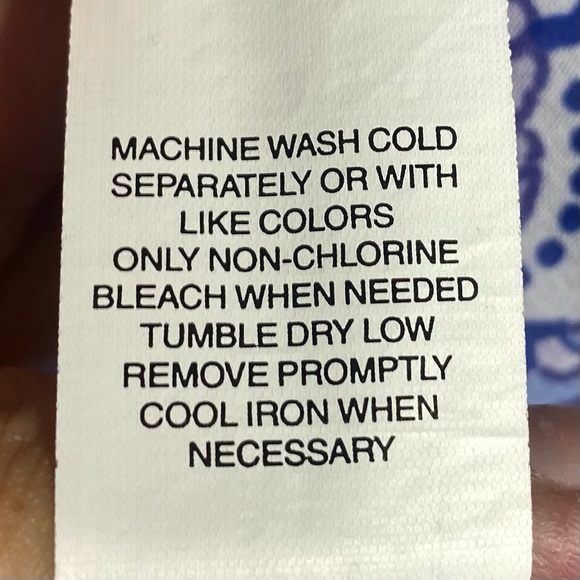 MACHINE WASH COLD
SEPARATELY OR WITH
LIKE COLORS
ONLY NON-CHLORINE
BLEACH WHEN NEEDED
TUMBLE DRY LOW
REMOVE PROMPTLY
COOL IRON WHEN
NECESSARY